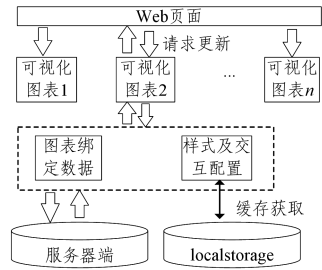 Web页面
请求更新
可视化
图表1
可视化
图表2
...
可视化
图表n
图表绑
定数据
样式及交
互配置
缓存获取
服务器端
localstorage